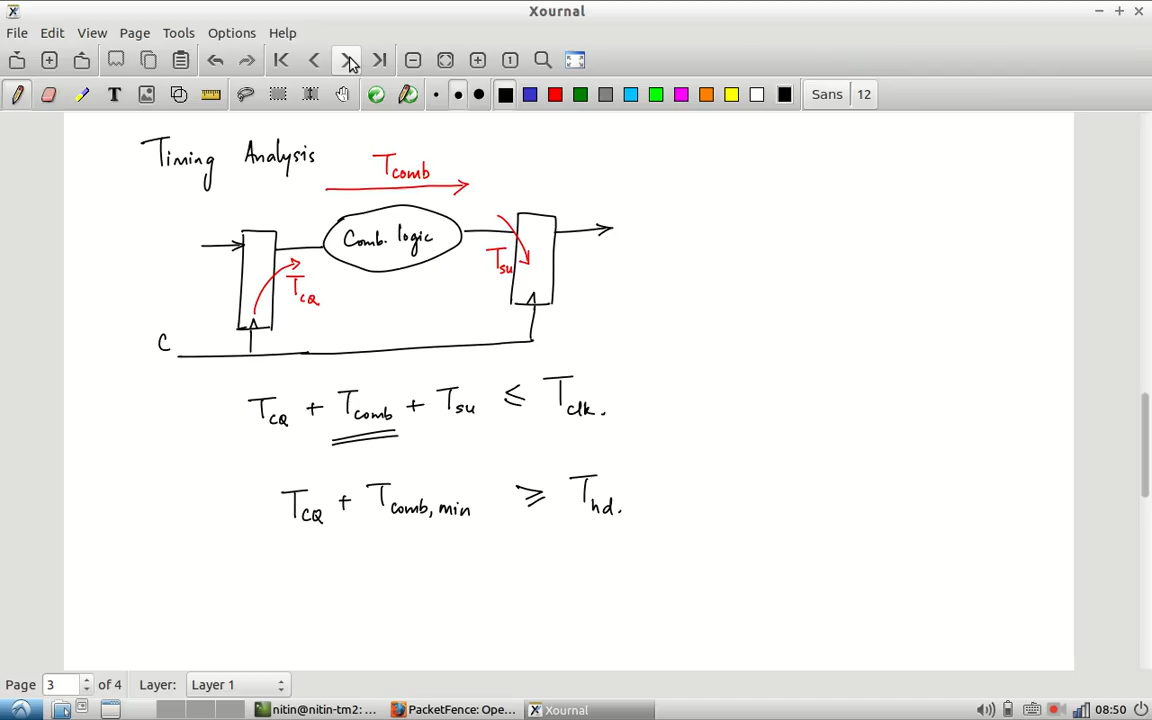 Xournal
File Edit View Page Tools Options Help
Sans 12
Timing Analysis
Tcomb
Comb. logic
Tsu
TCQ
C
TCQ + Tcomb + Tsu ≤ Tclk.
TCQ + Tcomb, min ≥ Thd.
Page 3 of 4 Layer: Layer 1
nitin@nitin-tm2: ... PacketFence: Ope... Xournal 08:50